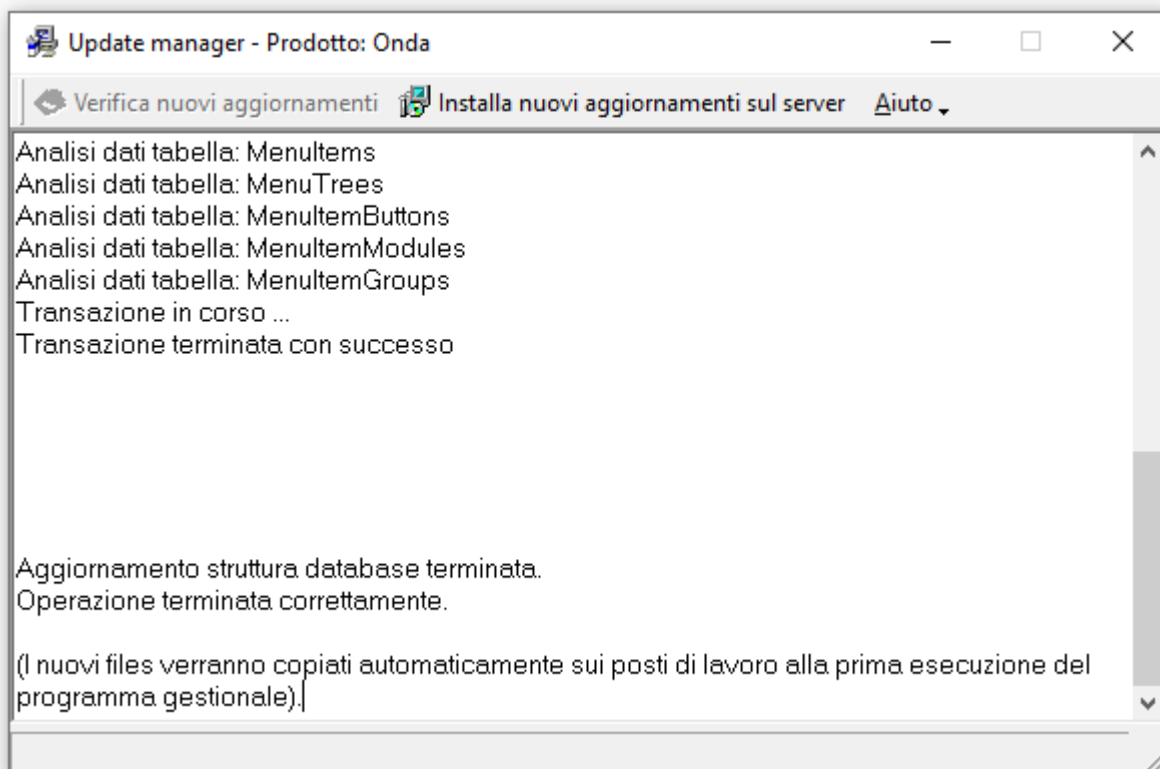 Update manager - Prodotto: Onda
Verifica nuovi aggiornamenti Installa nuovi aggiornamenti sul server Aiuto
Analisi dati tabella: MenuItems
Analisi dati tabella: MenuTrees
Analisi dati tabella: MenuItemButtons
Analisi dati tabella: MenuItemModules
Analisi dati tabella: MenuItemGroups
Transazione in corso ...
Transazione terminata con successo
Aggiornamento struttura database terminata.
Operazione terminata correttamente.
(I nuovi files verranno copiati automaticamente sui posti di lavoro alla prima esecuzione del
programma gestionale).